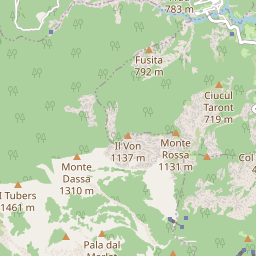 783 m
Fusita
792 m
Ciucul
Taront
719 m
Il Von
1137 m
Monte
Rossa
1131 m
Col
Monte
Dassa
1310 m
I Tubers
1461 m
Pala dal